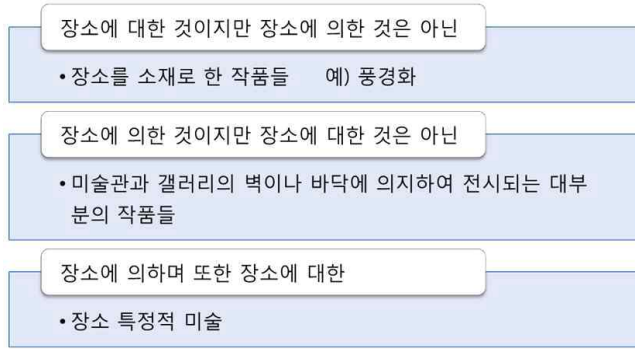 장소에 대한 것이지만 장소에 의한 것은 아닌
• 장소를 소재로 한 작품들 예) 풍경화
장소에 의한 것이지만 장소에 대한 것은 아닌
• 미술관과 갤러리의 벽이나 바닥에 의지하여 전시되는 대부
분의 작품들
장소에 의하며 또한 장소에 대한
• 장소 특정적 미술